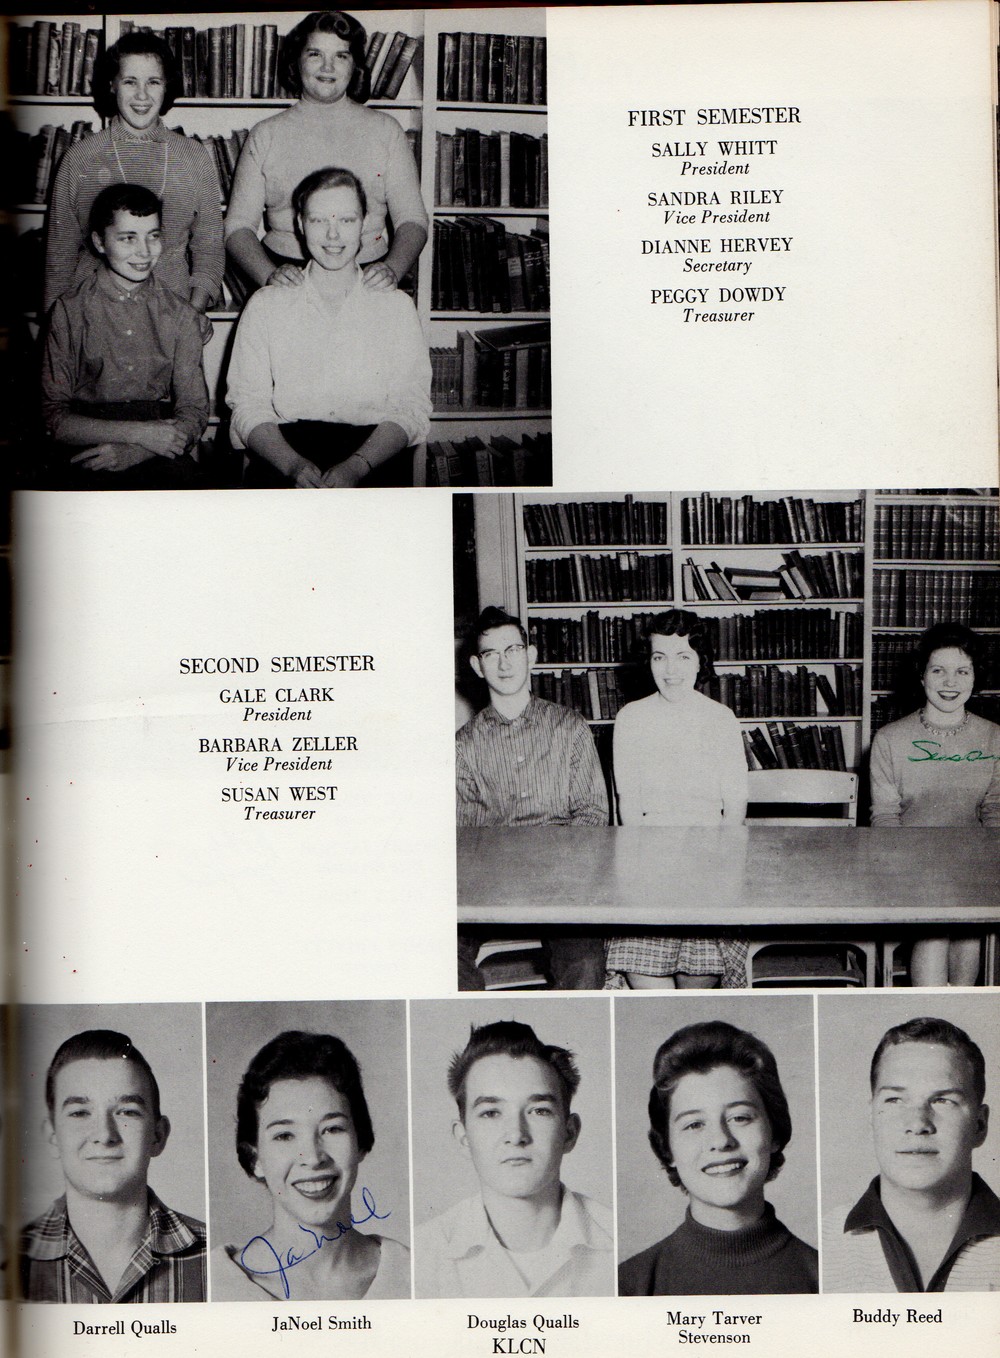 FIRST SEMESTER
SALLY WHITT
President
SANDRA RILEY
Vice President
DIANNE HERVEY
Secretary
PEGGY DOWDY
Treasurer
SECOND SEMESTER
GALE CLARK
President
BARBARA ZELLER
Vice President
SUSAN WEST
Treasurer
JaNoel
Darrell Qualls
JaNoel Smith
Douglas Qualls
KLCN
Mary Tarver
Stevenson
Buddy Reed